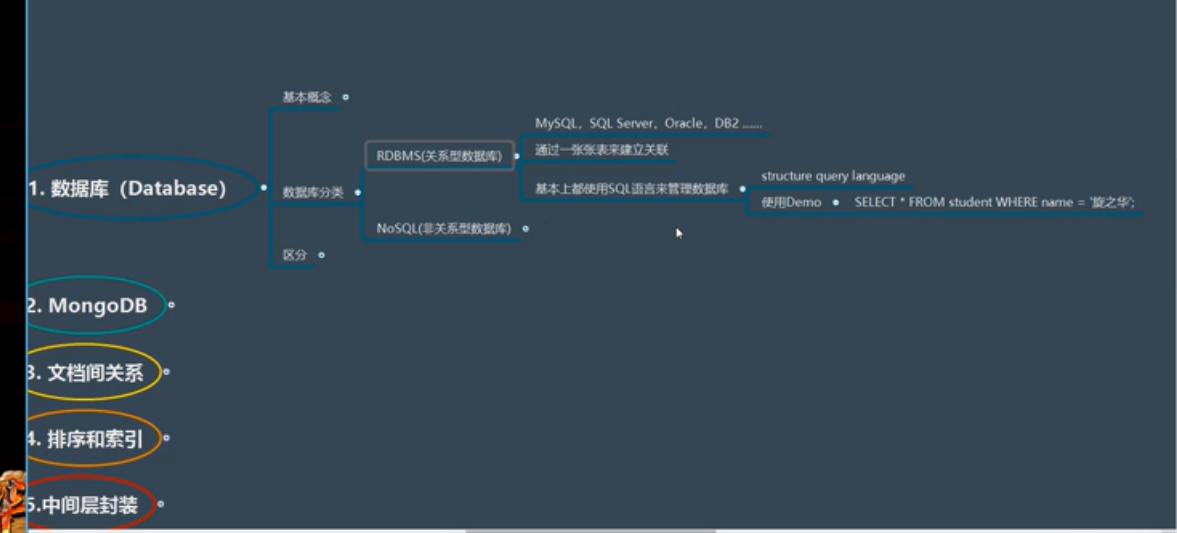 1. 数据库（Database）
基本概念
数据库分类
RDBMS(关系型数据库)
MySQL，SQL Server，Oracle，DB2 ......
通过一张张表来建立关联
基本上都使用SQL语言来管理数据库
structure query language
使用Demo
SELECT * FROM student WHERE name = '旋之华';
NoSQL(非关系型数据库)
区分
2. MongoDB
3. 文档间关系
4. 排序和索引
5.中间层封装